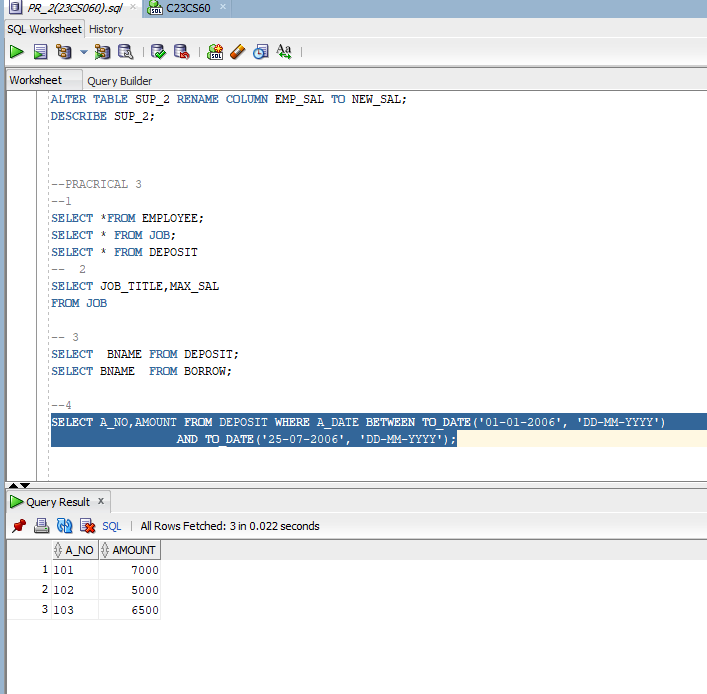 PR_2(23CS060).sql × C23CS60 ×
SQL Worksheet History
Worksheet Query Builder
ALTER TABLE SUP_2 RENAME COLUMN EMP_SAL TO NEW_SAL;
DESCRIBE SUP_2;
--PRACRICAL 3
--1
SELECT *FROM EMPLOYEE;
SELECT * FROM JOB;
SELECT * FROM DEPOSIT
--  2
SELECT JOB_TITLE,MAX_SAL
FROM JOB
-- 3
SELECT  BNAME FROM DEPOSIT;
SELECT BNAME  FROM BORROW;
--4
SELECT A_NO,AMOUNT FROM DEPOSIT WHERE A_DATE BETWEEN TO_DATE('01-01-2006', 'DD-MM-YYYY')
AND TO_DATE('25-07-2006', 'DD-MM-YYYY');
Query Result ×
SQL | All Rows Fetched: 3 in 0.022 seconds
A_NO AMOUNT
1 101 7000
2 102 5000
3 103 6500